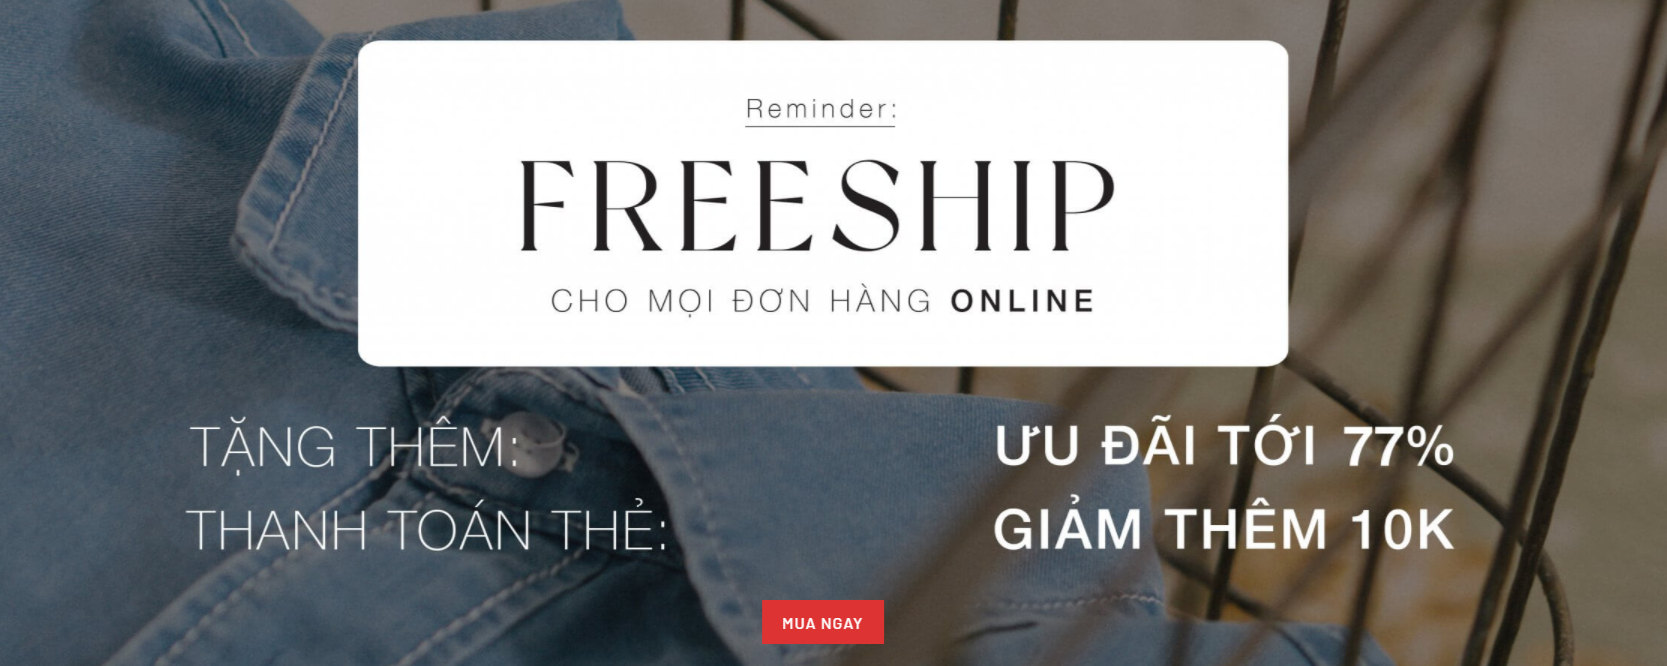 Reminder:
FREESHIP
CHO MỌI ĐƠN HÀNG ONLINE
TẶNG THÊM: ƯU ĐÃI TỚI 77%
THANH TOÁN THẺ: GIẢM THÊM 10K
MUA NGAY